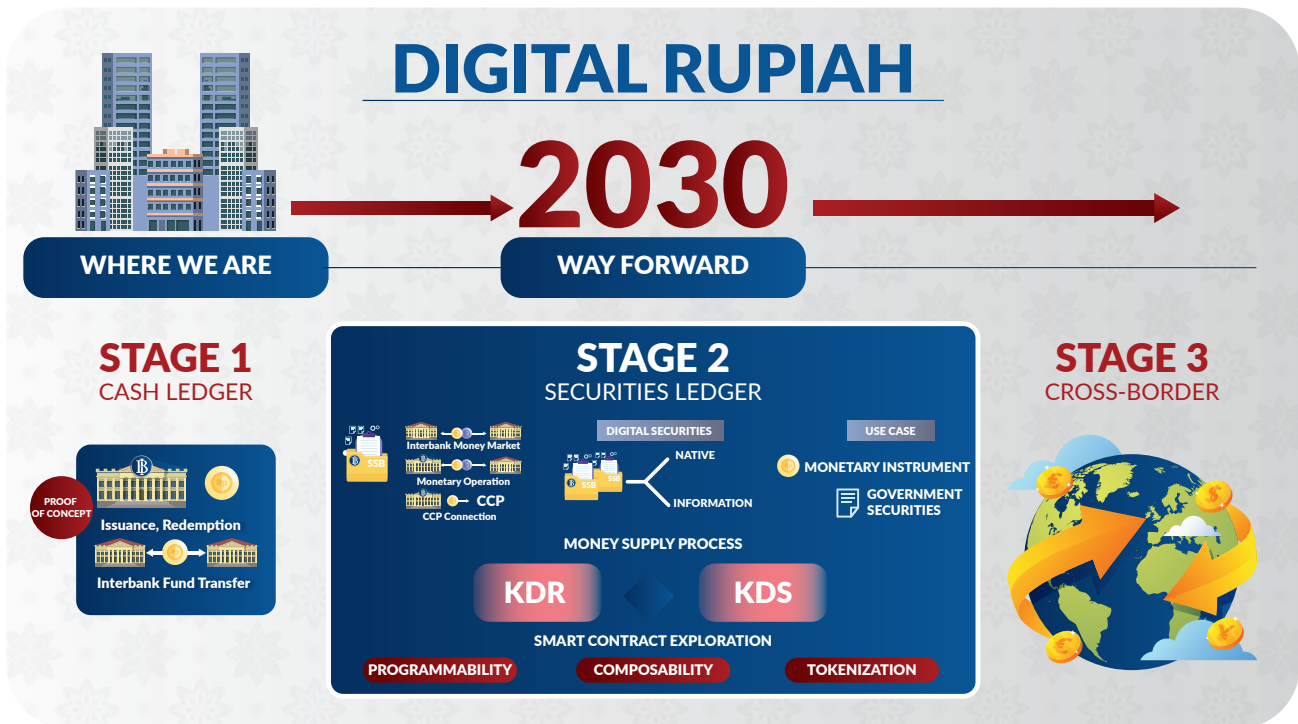 DIGITAL RUPIAH
2030
WHERE WE ARE
WAY FORWARD
STAGE 1
CASH LEDGER
PROOF
OF CONCEPT
Issuance, Redemption
Interbank Fund Transfer
STAGE 2
SECURITIES LEDGER
SSB
Interbank Money Market
Monetary Operation
CCP
CCP Connection
DIGITAL SECURITIES
SSB
SSB
NATIVE
INFORMATION
USE CASE
MONETARY INSTRUMENT
GOVERNMENT
SECURITIES
MONEY SUPPLY PROCESS
KDR
KDS
SMART CONTRACT EXPLORATION
PROGRAMMABILITY
COMPOSABILITY
TOKENIZATION
STAGE 3
CROSS-BORDER
€
$
€
¥